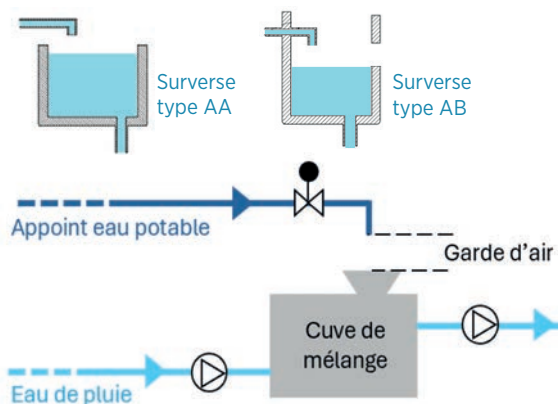 Surverse
type AA
Surverse
type AB
Appoint eau potable
Garde d'air
Cuve de
mélange
Eau de pluie